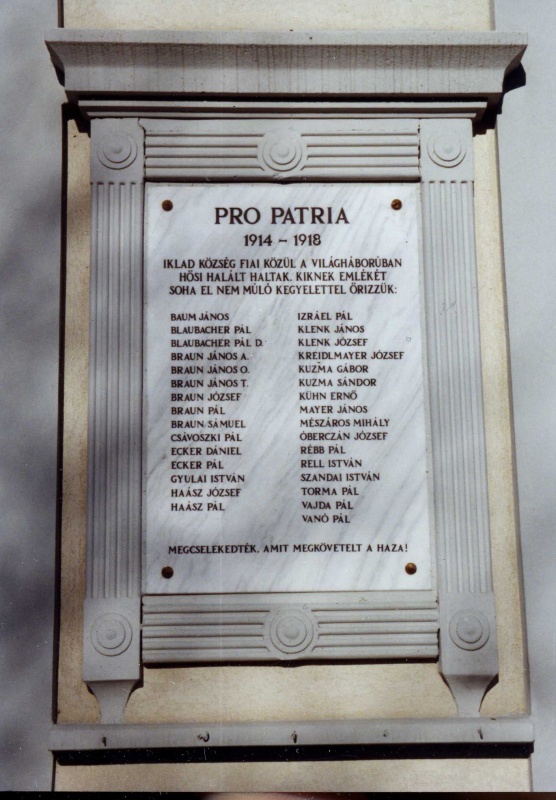 PRO PATRIA
1914 – 1918
IKLAD KÖZSÉG FIAI KÖZÜL A VILÁGHÁBORÚBAN
HŐSI HALÁLT HALTAK, KIKNEK EMLÉKÉT
SOHA EL NEM MÚLÓ KEGYELETTEL ŐRIZZÜK:
BAUM JÁNOS
BLAUBACHER PÁL
BLAUBACHER PÁL D.
BRAUN JÁNOS A.
BRAUN JÁNOS O.
BRAUN JÁNOS T.
BRAUN JÓZSEF
BRAUN PÁL
BRAUN SÁMUEL
CSÁVOSZKI PÁL
ECKER DÁNIEL
ECKER PÁL
GYULAI ISTVÁN
HAÁSZ JÓZSEF
HAÁSZ PÁL
IZRÁEL PÁL
KLENK JÁNOS
KLENK JÓZSEF
KREIDLMAYER JÓZSEF
KUZMA GÁBOR
KUZMA SÁNDOR
KÜHN ERNŐ
MAYER JÁNOS
MÉSZÁROS MIHÁLY
ÓBERCZÁN JÓZSEF
RÉBB PÁL
RELL ISTVÁN
SZANDAI ISTVÁN
TORMA PÁL
VAJDA PÁL
VANÓ PÁL
MEGCSELEKEDTÉK, AMIT MEGKÖVETELT A HAZA!